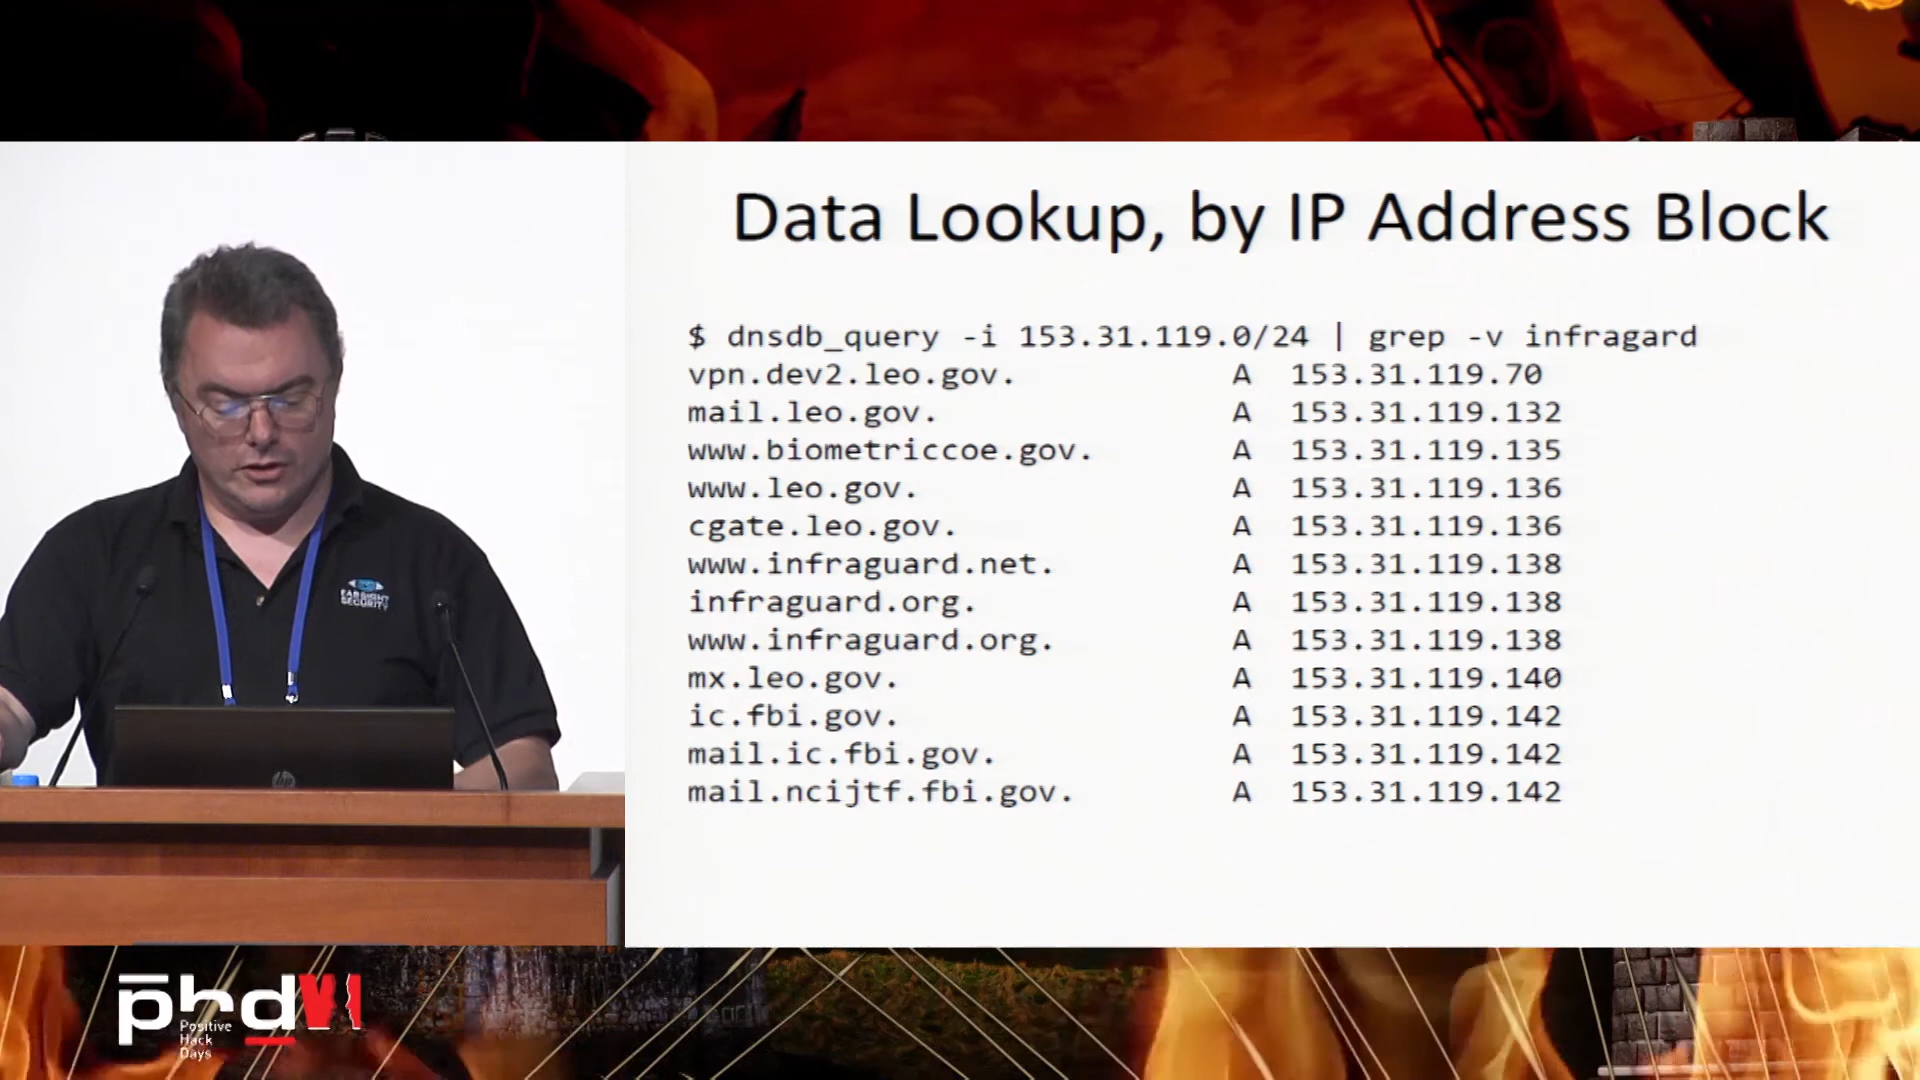 Data Lookup, by IP Address Block
$ dnsdb_query -i 153.31.119.0/24 | grep -v infragard
vpn.dev2.leo.gov. A 153.31.119.70
mail.leo.gov. A 153.31.119.132
www.biometriccoe.gov. A 153.31.119.135
www.leo.gov. A 153.31.119.136
cgate.leo.gov. A 153.31.119.136
www.infraguard.net. A 153.31.119.138
infraguard.org. A 153.31.119.138
www.infraguard.org. A 153.31.119.138
mx.leo.gov. A 153.31.119.140
ic.fbi.gov. A 153.31.119.142
mail.ic.fbi.gov. A 153.31.119.142
mail.ncijtf.fbi.gov. A 153.31.119.142
FARSIGHT
SECURITY
hp
phdVI
Positive
Hack
Days